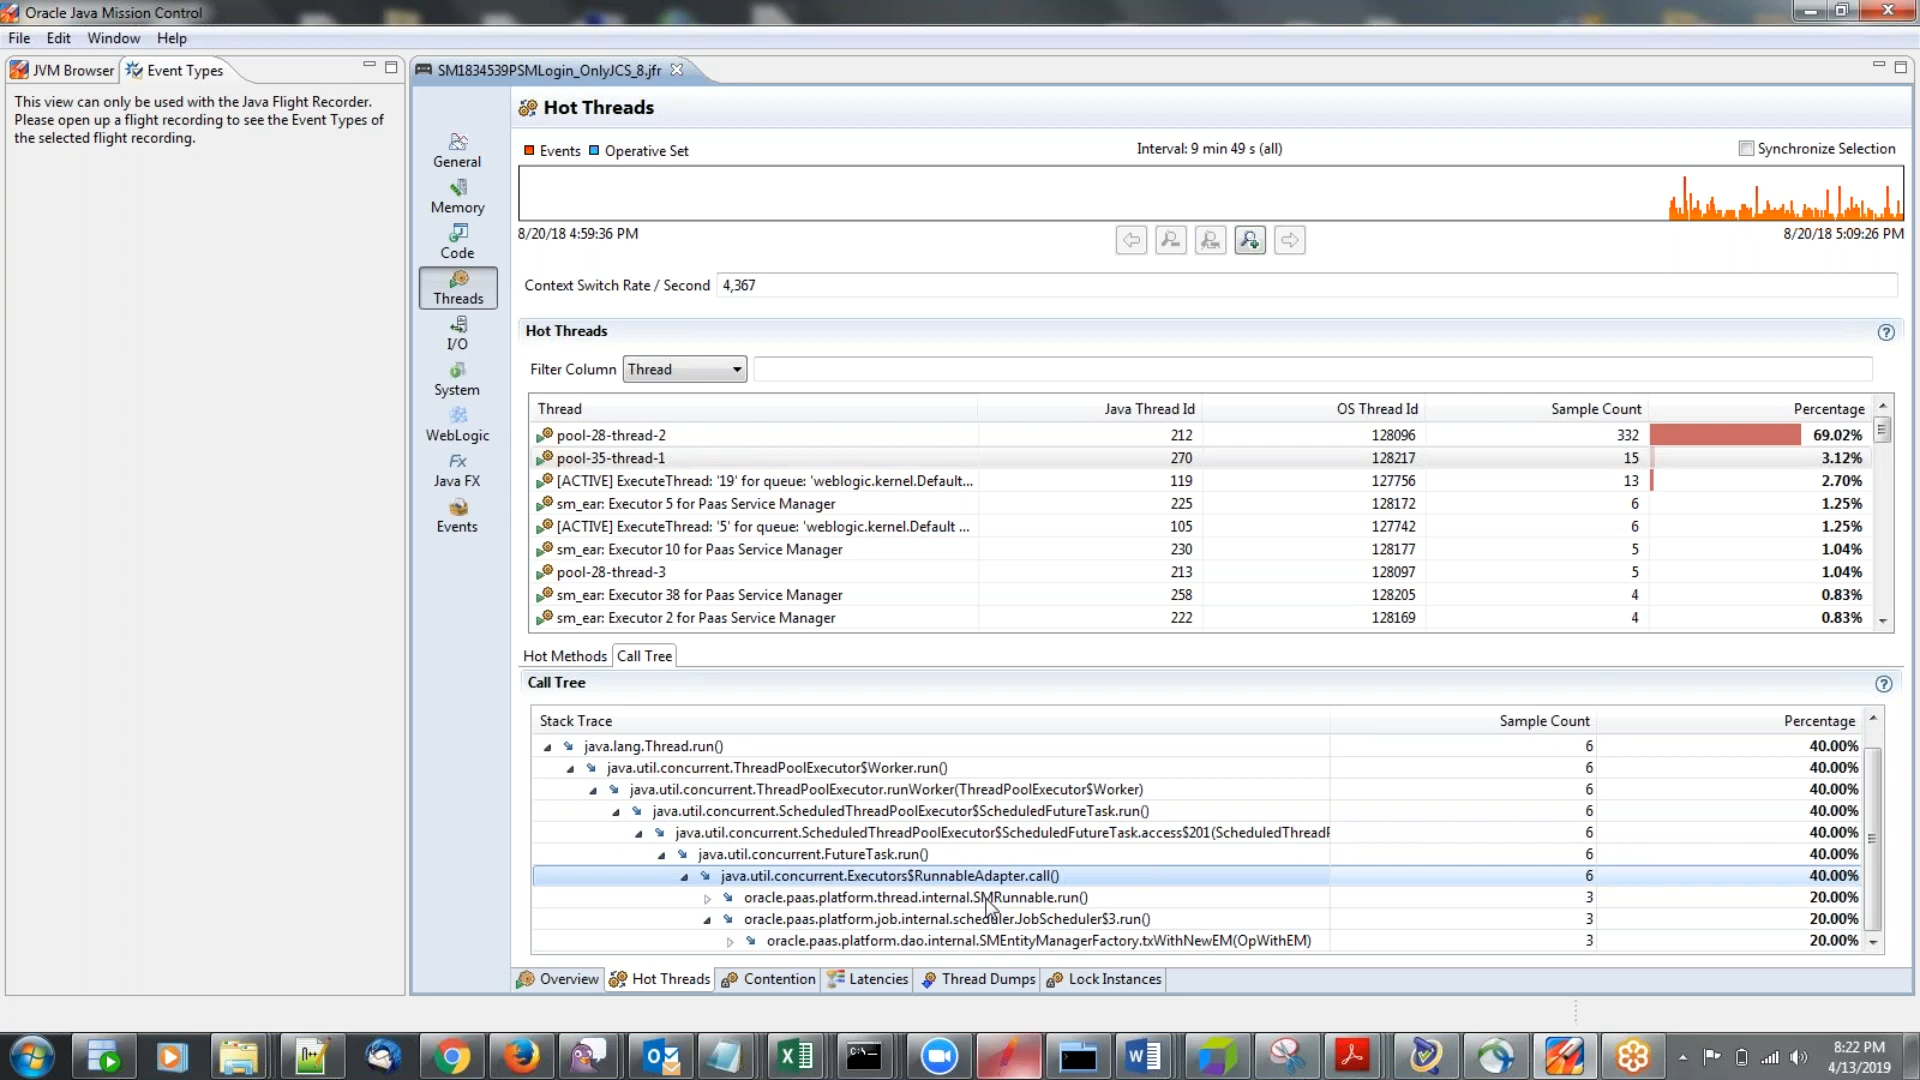 Oracle Java Mission Control
File Edit Window Help
JVM Browser Event Types
This view can only be used with the Java Flight Recorder.
Please open up a flight recording to see the Event Types of
the selected flight recording.
SM1834539PSMLogin_OnlyJCS_8.jfr
General
Memory
Code
Threads
I/O
System
WebLogic
Fx
Java FX
Events
Hot Threads
Events Operative Set Interval: 9 min 49 s (all) Synchronize Selection
8/20/18 4:59:36 PM 8/20/18 5:09:26 PM
Context Switch Rate / Second 4,367
Hot Threads
Filter Column Thread
Thread Java Thread Id OS Thread Id Sample Count Percentage
pool-28-thread-2 212 128096 332 69.02%
pool-35-thread-1 270 128217 15 3.12%
[ACTIVE] ExecuteThread: '19' for queue: 'weblogic.kernel.Default... 119 127756 13 2.70%
sm_ear: Executor 5 for Paas Service Manager 225 128172 6 1.25%
[ACTIVE] ExecuteThread: '5' for queue: 'weblogic.kernel.Default ... 105 127742 6 1.25%
sm_ear: Executor 10 for Paas Service Manager 230 128177 5 1.04%
pool-28-thread-3 213 128097 5 1.04%
sm_ear: Executor 38 for Paas Service Manager 258 128205 4 0.83%
sm_ear: Executor 2 for Paas Service Manager 222 128169 4 0.83%
Hot Methods Call Tree
Call Tree
Stack Trace Sample Count Percentage
java.lang.Thread.run() 6 40.00%
java.util.concurrent.ThreadPoolExecutor$Worker.run() 6 40.00%
java.util.concurrent.ThreadPoolExecutor.runWorker(ThreadPoolExecutor$Worker) 6 40.00%
java.util.concurrent.ScheduledThreadPoolExecutor$ScheduledFutureTask.run() 6 40.00%
java.util.concurrent.ScheduledThreadPoolExecutor$ScheduledFutureTask.access$201(ScheduledThreadP 6 40.00%
java.util.concurrent.FutureTask.run() 6 40.00%
java.util.concurrent.Executors$RunnableAdapter.call() 6 40.00%
oracle.paas.platform.thread.internal.SMRunnable.run() 3 20.00%
oracle.paas.platform.job.internal.scheduler.JobScheduler$3.run() 3 20.00%
oracle.paas.platform.dao.internal.SMEntityManagerFactory.txWithNewEM(OpWithEM) 3 20.00%
Overview Hot Threads Contention Latencies Thread Dumps Lock Instances
8:22 PM
4/13/2019